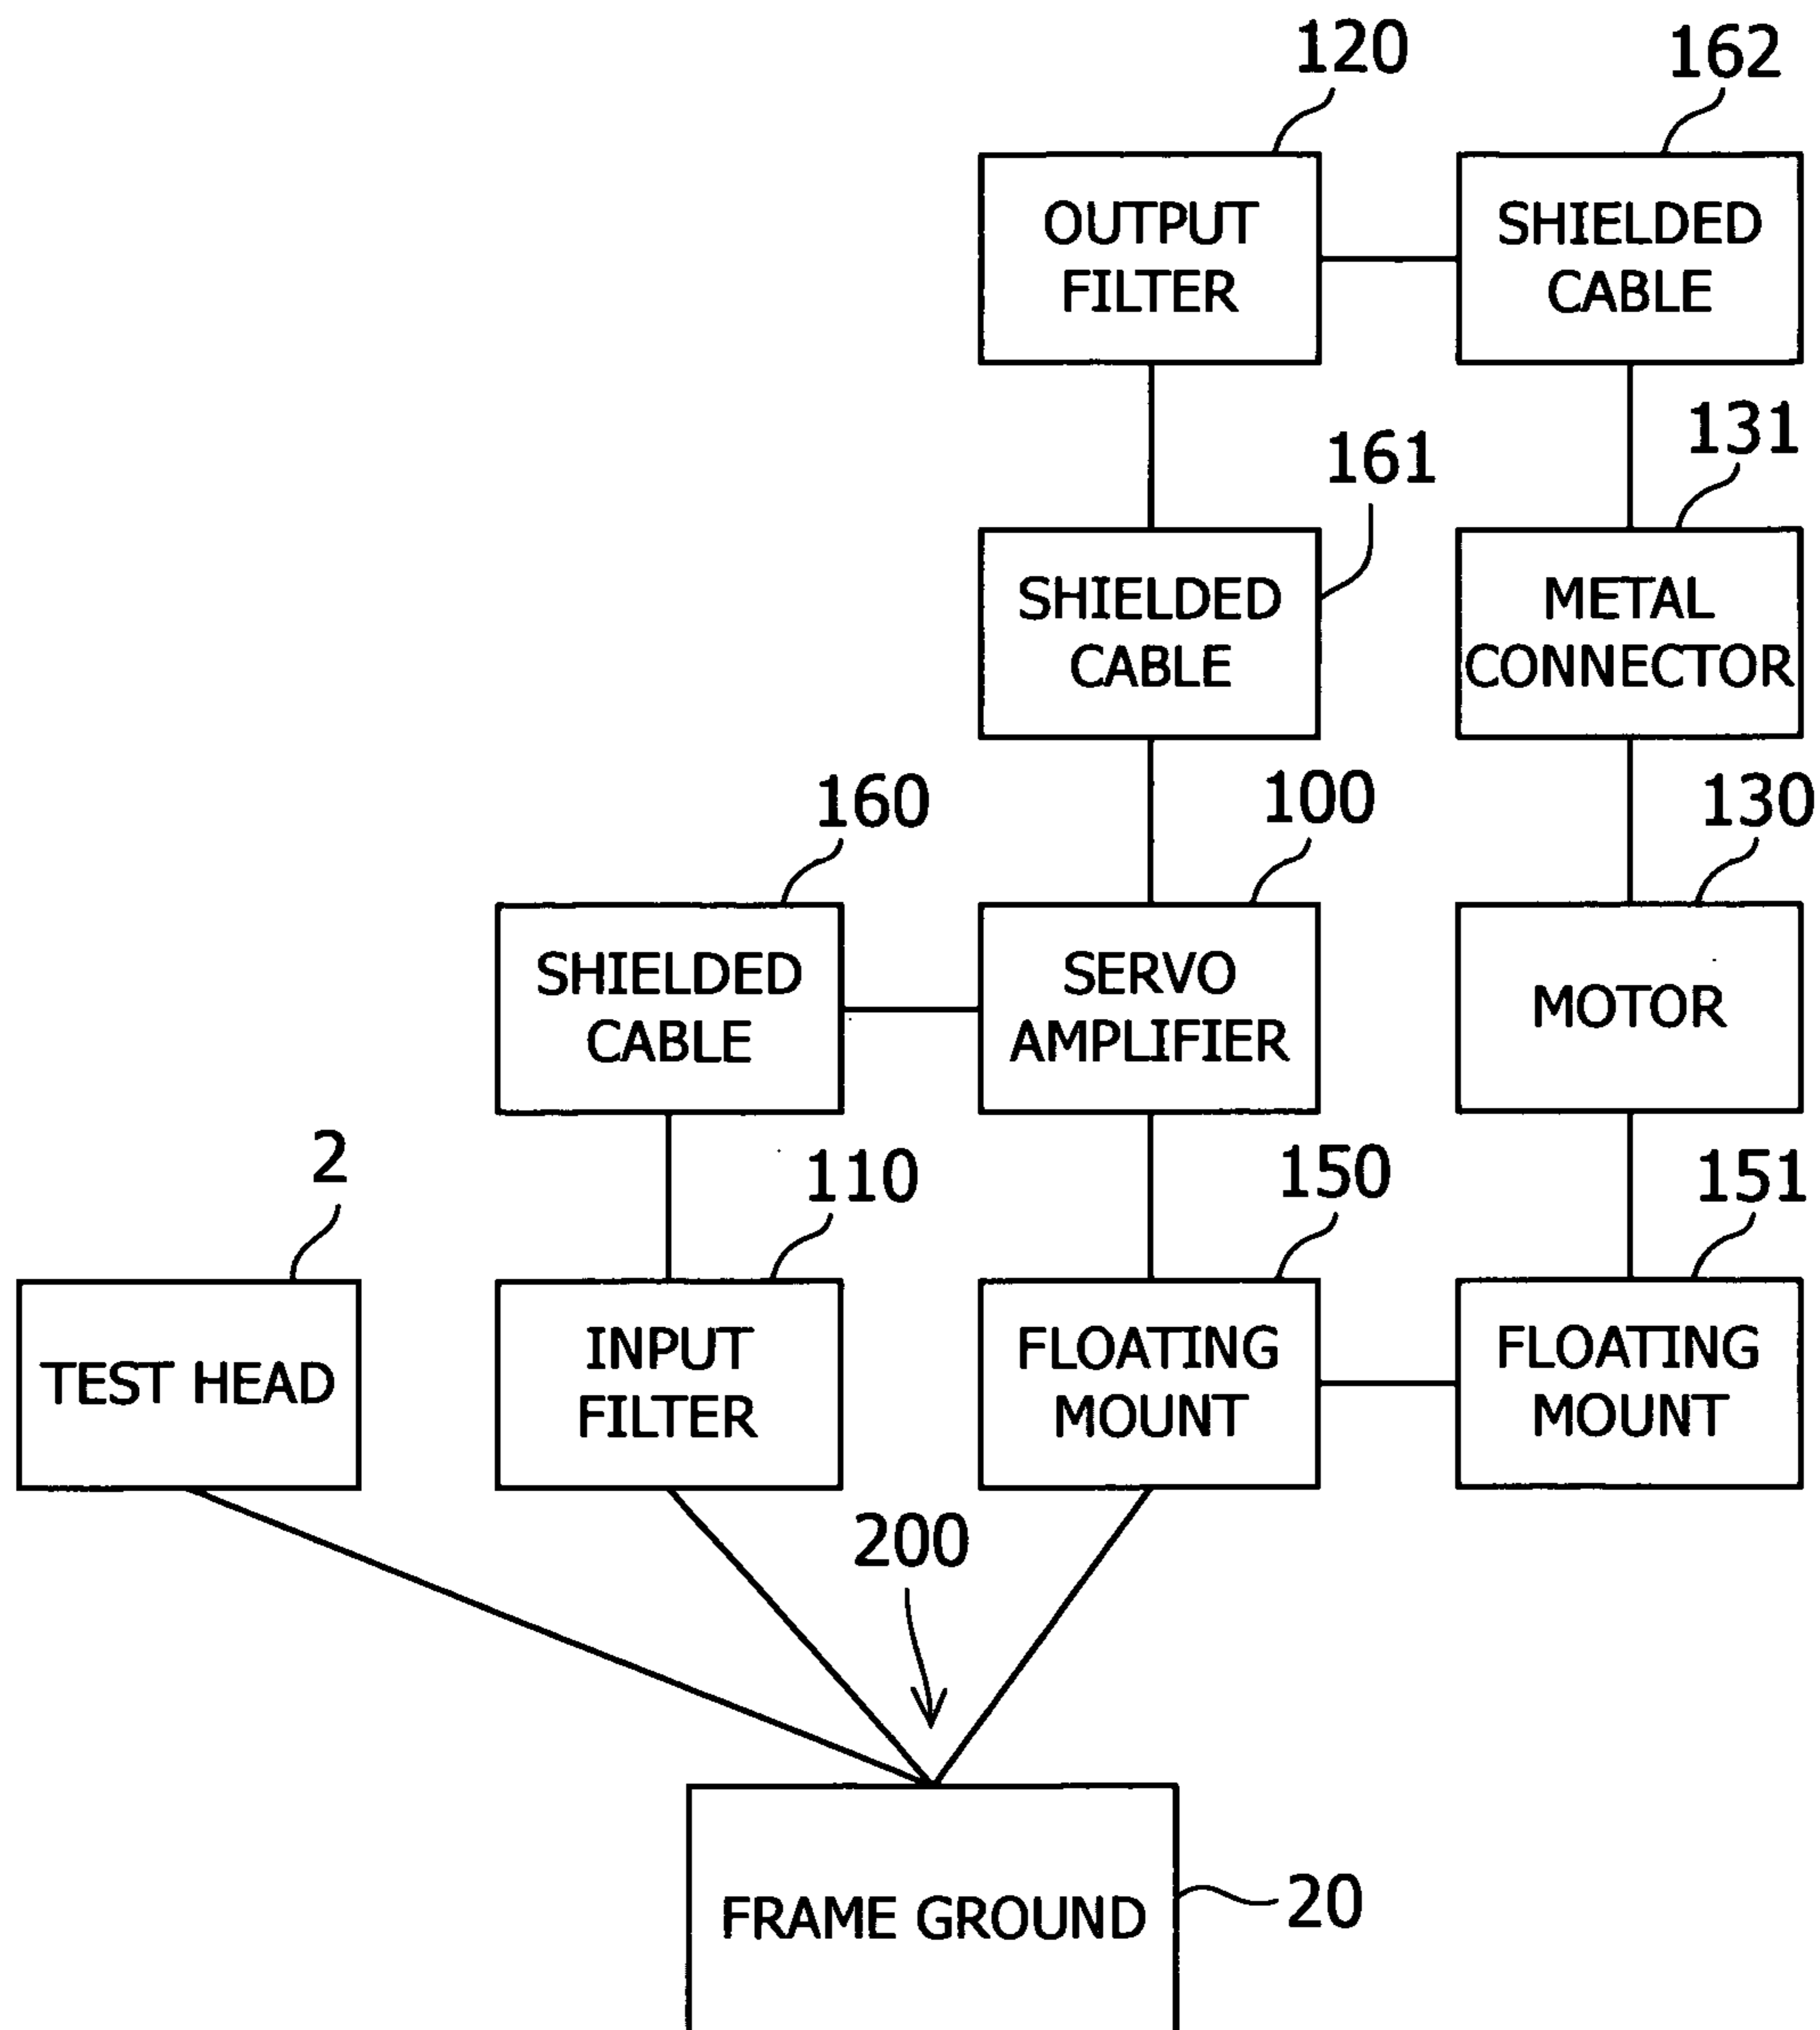 120
162
OUTPUT
FILTER
SHIELDED
CABLE
161
131
SHIELDED
CABLE
METAL
CONNECTOR
160
100
130
SHIELDED
CABLE
SERVO
AMPLIFIER
MOTOR
2
110
150
151
TEST HEAD
INPUT
FILTER
FLOATING
MOUNT
FLOATING
MOUNT
200
FRAME GROUND
20